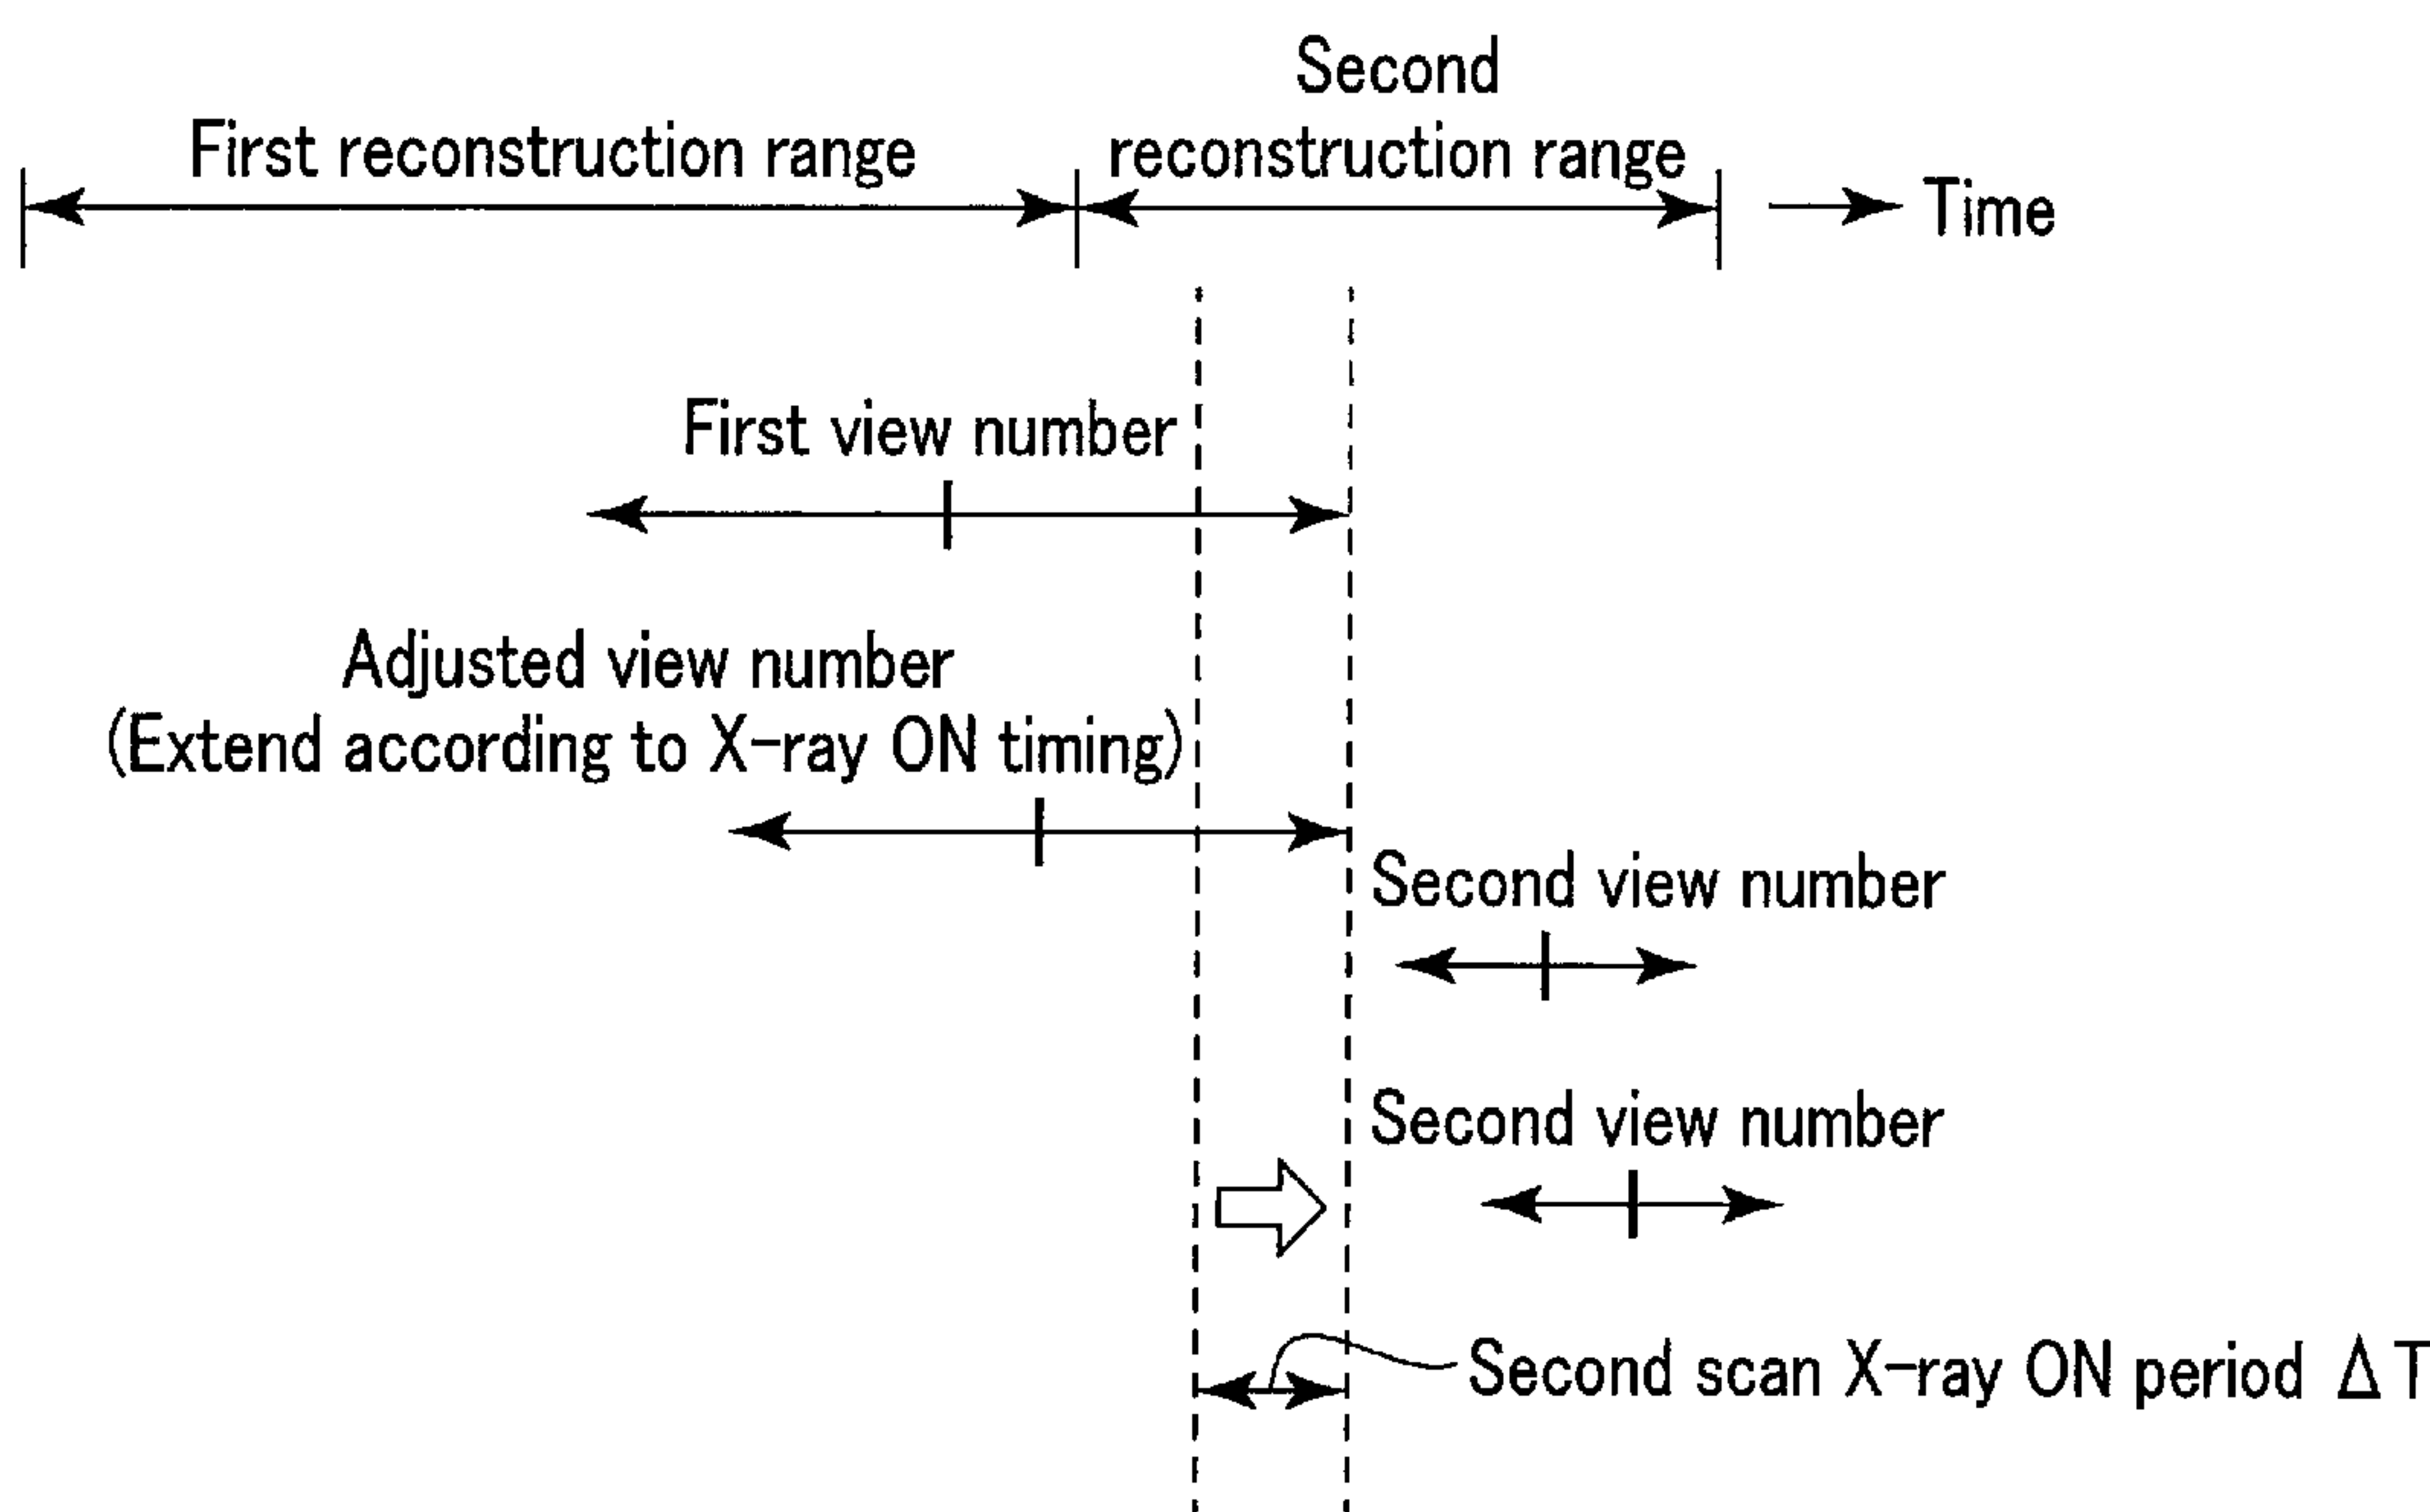 Second
First reconstruction range
reconstruction range
Time
First view number
Adjusted view number
(Extend according to X-ray ON timing)
Second view number
Second view number
Second scan X-ray ON period ΔT